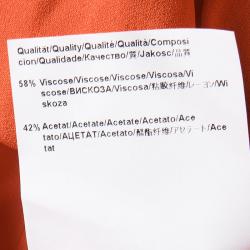 Qualität/Quality/Qualité/Qualità/Composi
cion/Qualidade/Качество/質/Jakosc/品質
58% Viscose/Viscose/Viscose/Viscosa/Vi
scose/ВИСКОЗА/Viscosa/粘胶纤维/レーヨン/Wi
skoza
42% Acetat/Acetate/Acetate/Acetato/Ace
tato/АЦЕТАТ/Acetato/醋酯纤维/アセテート/Ace
tat